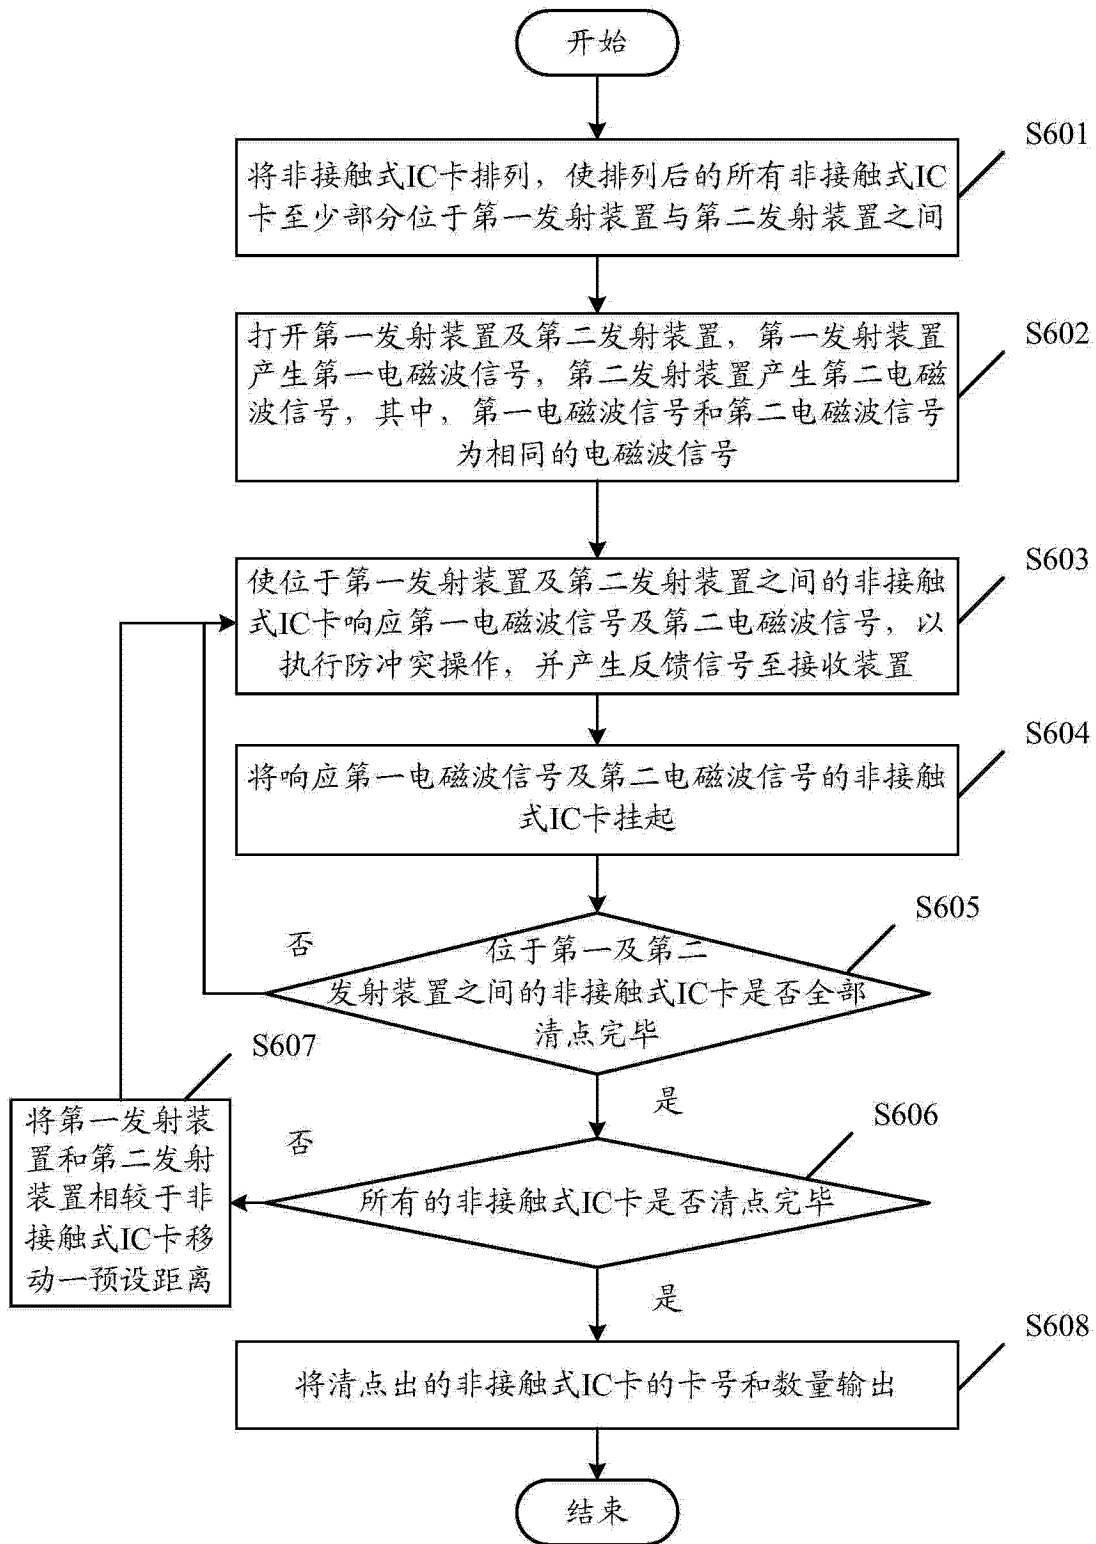 开始
S601
将非接触式IC卡排列，使排列后的所有非接触式IC
卡至少部分位于第一发射装置与第二发射装置之间
S602
打开第一发射装置及第二发射装置，第一发射装置
产生第一电磁波信号，第二发射装置产生第二电磁
波信号，其中，第一电磁波信号和第二电磁波信号
为相同的电磁波信号
S603
使位于第一发射装置及第二发射装置之间的非接触
式IC卡响应第一电磁波信号及第二电磁波信号，以
执行防冲突操作，并产生反馈信号至接收装置
S604
将响应第一电磁波信号及第二电磁波信号的非接触
式IC卡挂起
S605
否
位于第一及第二
发射装置之间的非接触式IC卡是否全部
清点完毕
S607
是
S606
将第一发射装
置和第二发射
装置相较于非
接触式IC卡移
动一预设距离
否
所有的非接触式IC卡是否清点完毕
是
S608
将清点出的非接触式IC卡的卡号和数量输出
结束